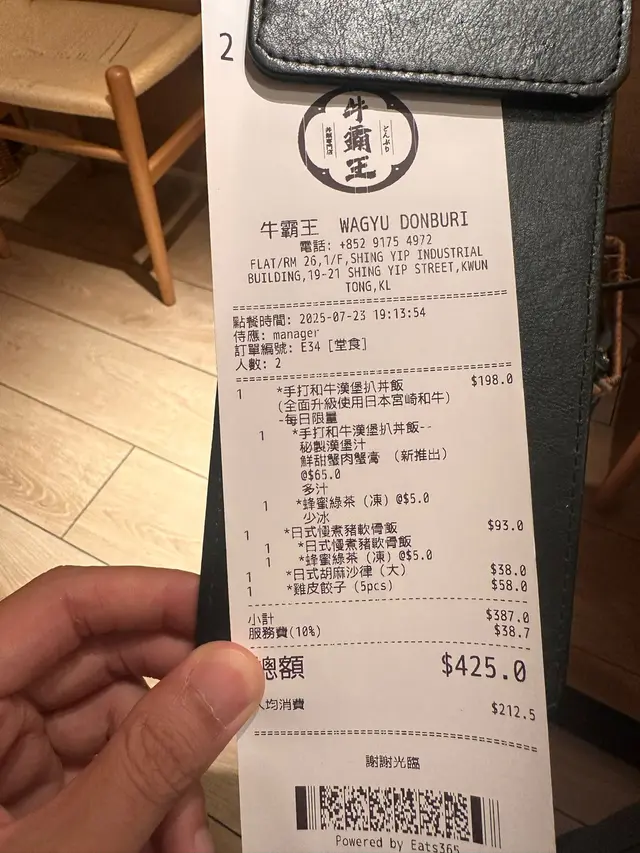 2
牛霸王
丼飯專門店
どんぶり
牛霸王 WAGYU DONBURI
電話: +852 9175 4972
FLAT/RM 26,1/F,SHING YIP INDUSTRIAL
BUILDING,19-21 SHING YIP STREET,KWUN
TONG,KL
點餐時間: 2025-07-23 19:13:54
侍應: manager
訂單編號: E34 [堂食]
人數: 2
1 *手打和牛漢堡扒丼飯 $198.0
(全面升級使用日本宮崎和牛)
-每日限量
1 *手打和牛漢堡扒丼飯--
秘製漢堡汁
鮮甜蟹肉蟹膏 (新推出)
@$65.0
多汁
1 *蜂蜜綠茶 (凍) @$5.0
少冰
1 *日式慢煮豬軟骨飯 $93.0
1 *日式慢煮豬軟骨飯
1 *蜂蜜綠茶 (凍) @$5.0
1 *日式胡麻沙律 (大) $38.0
1 *雞皮餃子 (5pcs) $58.0
小計 $387.0
服務費(10%) $38.7
總額 $425.0
人均消費 $212.5
謝謝光臨
Powered by Eats365